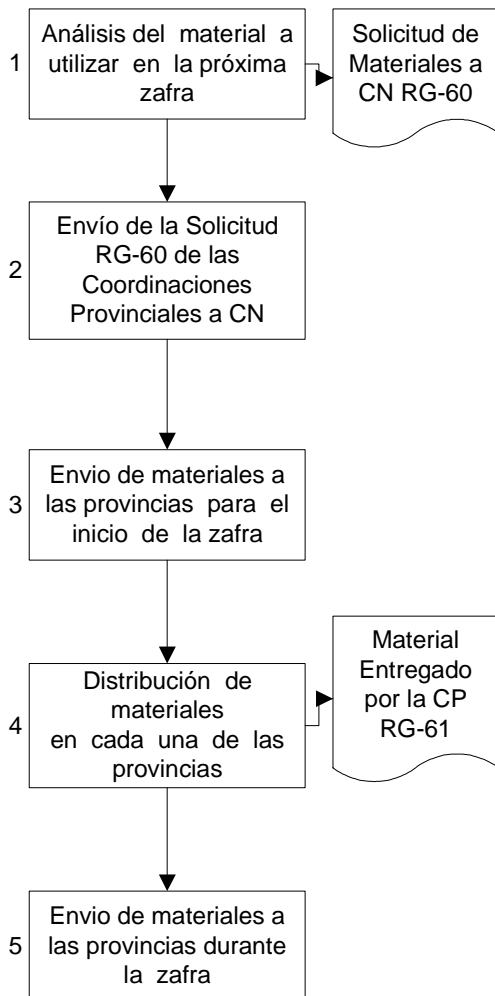 1
Análisis del material a
utilizar en la próxima
zafra
Solicitud de
Materiales a
CN RG-60
2
Envío de la Solicitud
RG-60 de las
Coordinaciones
Provinciales a CN
3
Envio de materiales a
las provincias para el
inicio de la zafra
4
Distribución de
materiales
en cada una de las
provincias
Material
Entregado
por la CP
RG-61
5
Envio de materiales a
las provincias durante
la zafra